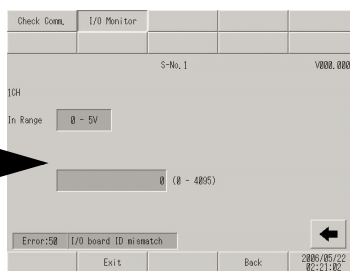 Check Comm. I/O Monitor
S-No.1 V000.000
1CH
In Range 0 - 5V
0 (0 - 4095)
Error:50 I/O board ID mismatch
Exit Back 2006/05/22
02:21:02